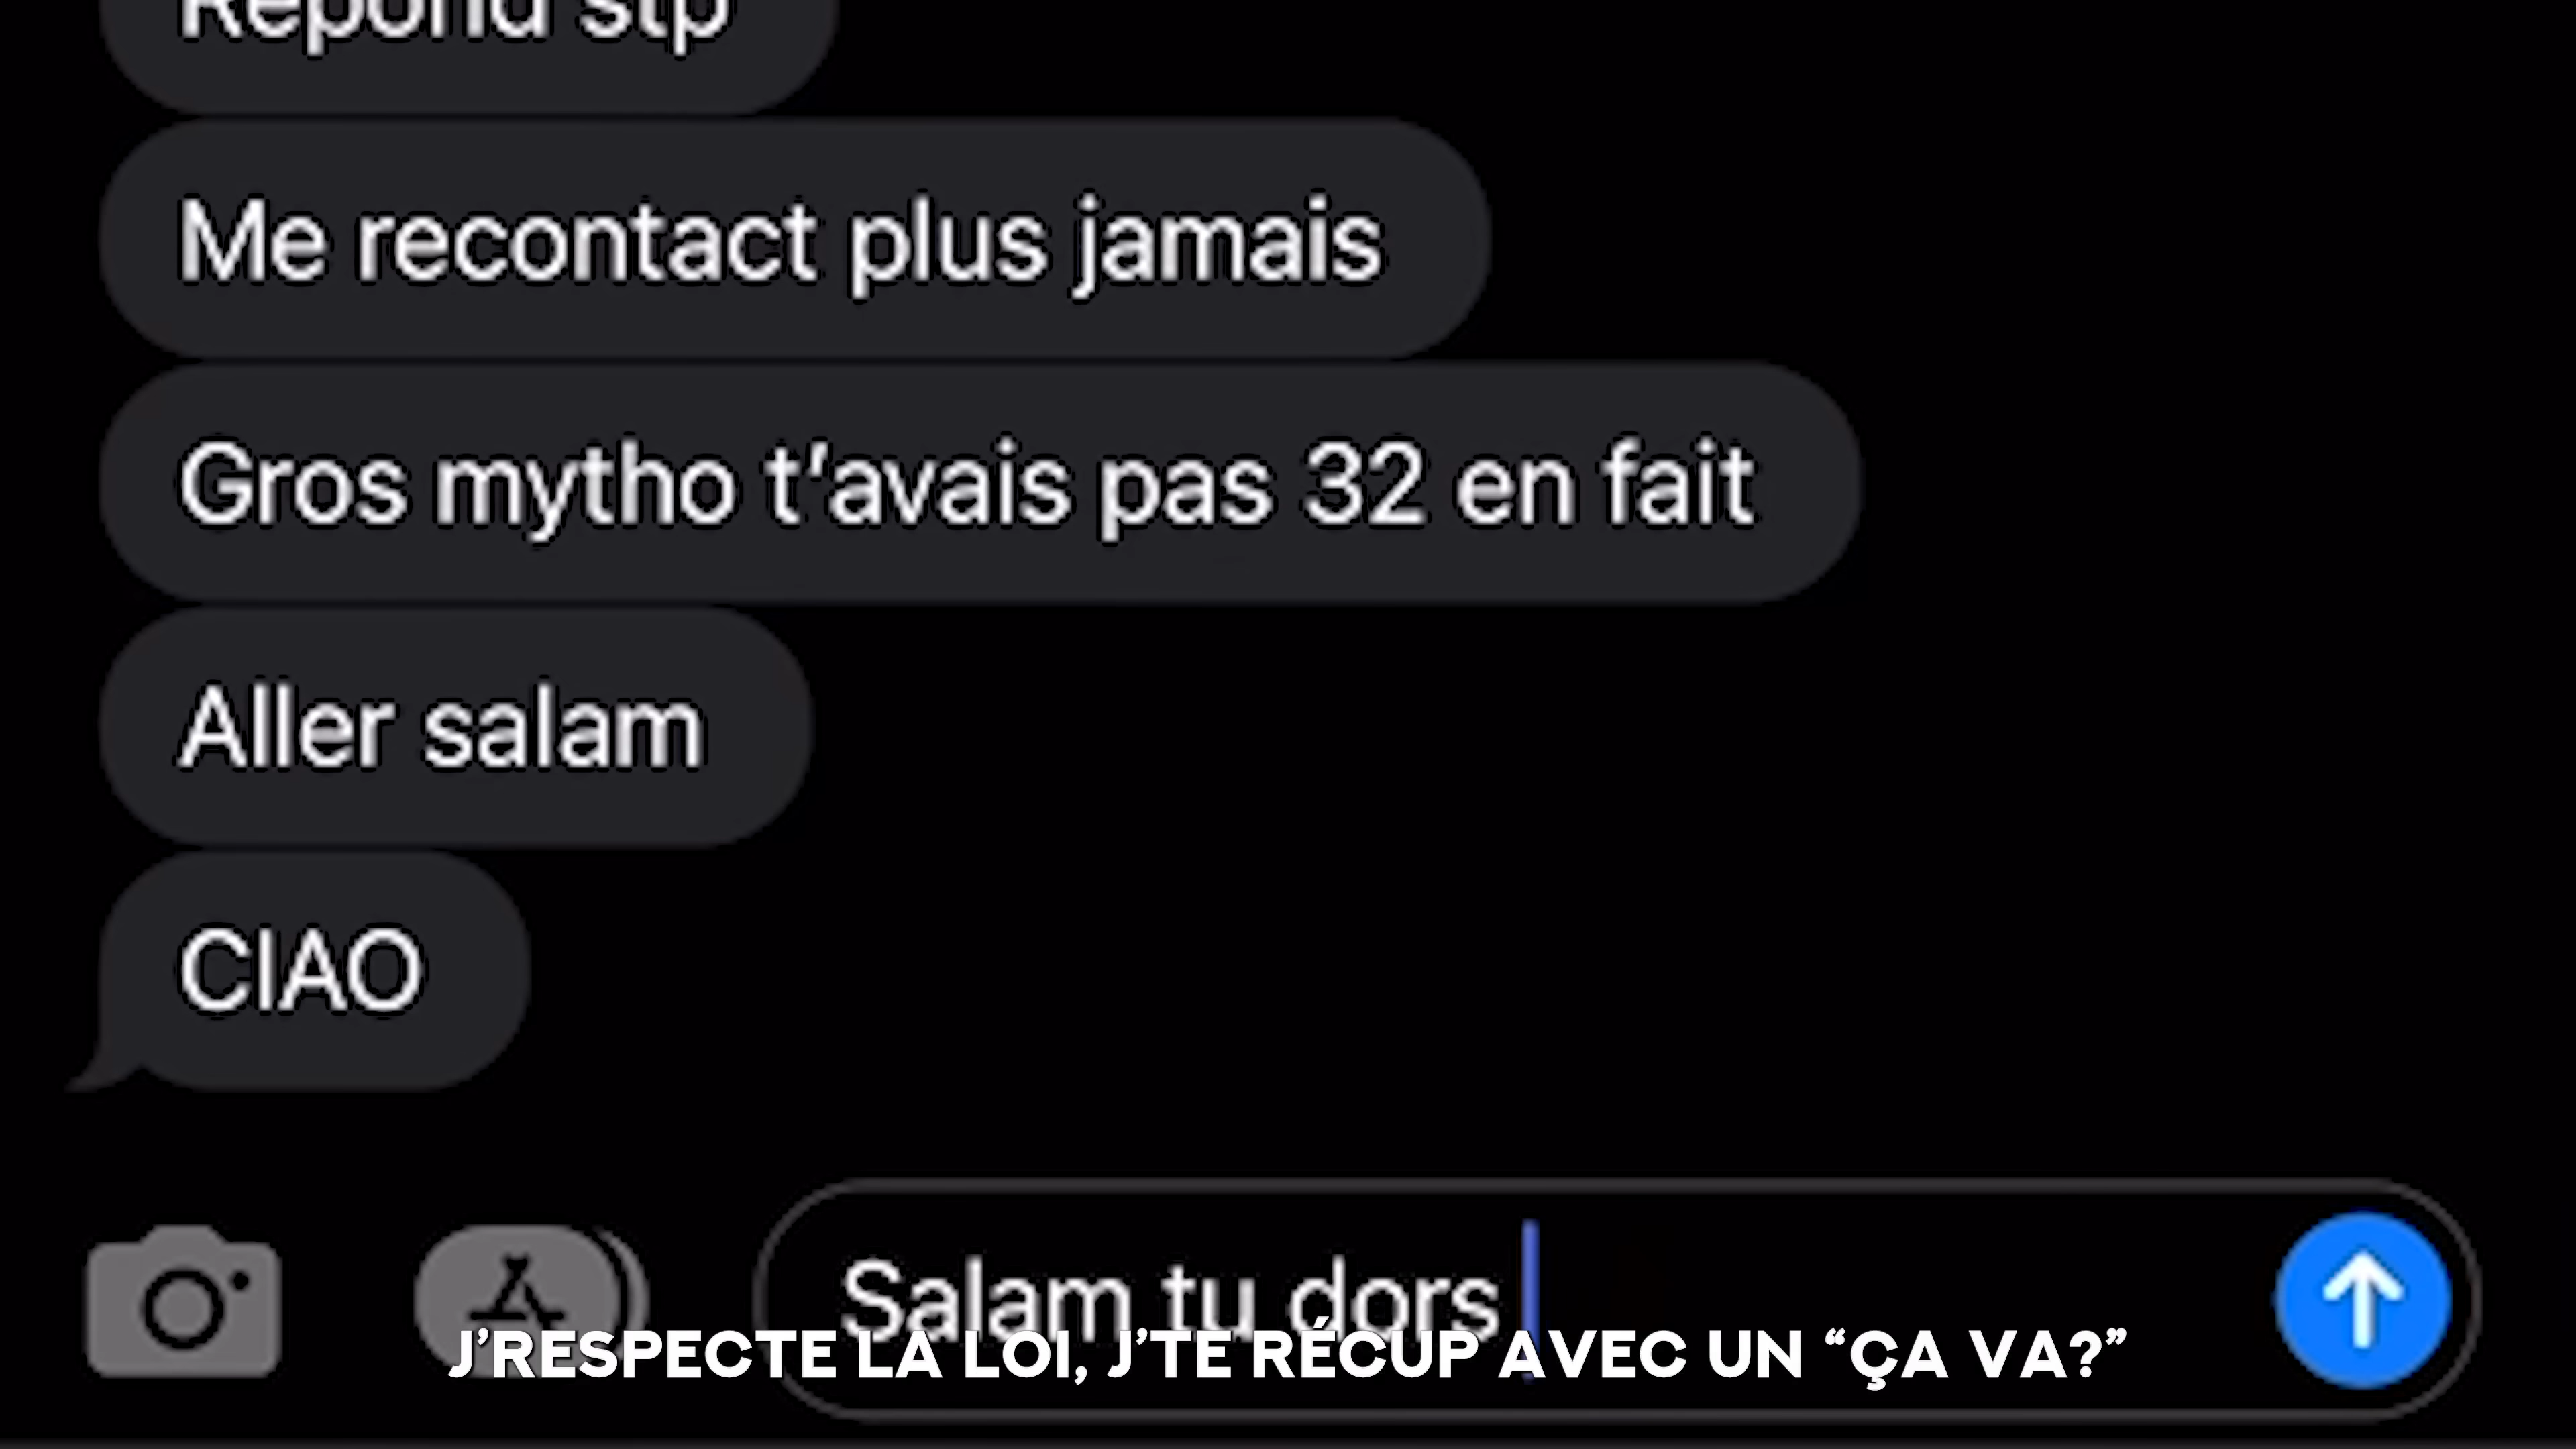 Répond stp
Me recontact plus jamais
Gros mytho t'avais pas 32 en fait
Aller salam
CIAO
Salam tu dors
J'RESPECTE LA LOI, J'TE RÉCUP AVEC UN “ÇA VA?”